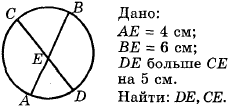 C
B
E
A
D
Дано:
AE = 4 см;
BE = 6 см;
DE больше CE
на 5 см.
Найти: DE, CE.